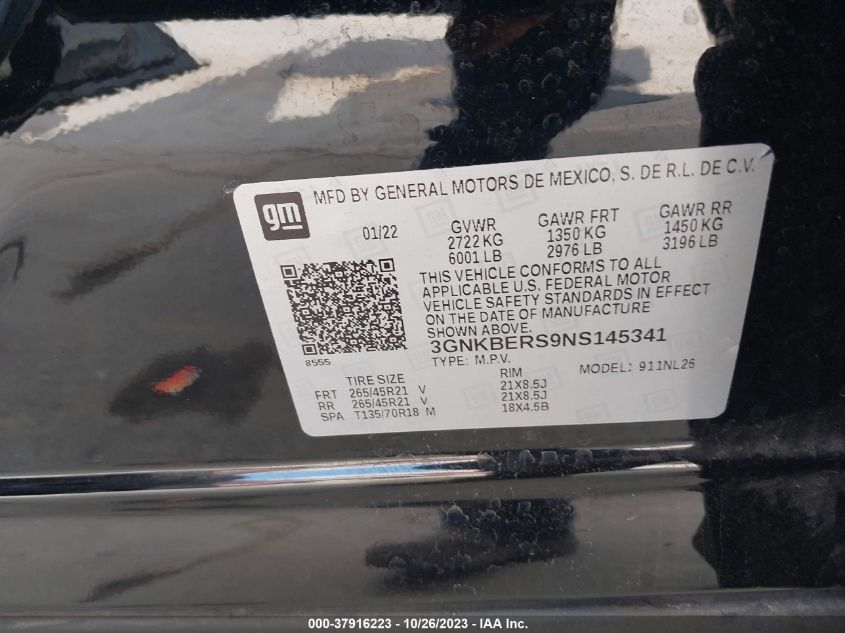 gm
MFD BY GENERAL MOTORS DE MEXICO, S. DE R.L. DE C.V.
01/22 GVWR GAWR FRT GAWR RR
2722 KG 1350 KG 1450 KG
6001 LB 2976 LB 3196 LB
THIS VEHICLE CONFORMS TO ALL
APPLICABLE U.S. FEDERAL MOTOR
VEHICLE SAFETY STANDARDS IN EFFECT
ON THE DATE OF MANUFACTURE
SHOWN ABOVE.
8555
3GNKBERS9NS145341
TYPE: M.P.V. MODEL: 911NL26
TIRE SIZE RIM
FRT 265/45R21 V 21X8.5J
RR 265/45R21 V 21X8.5J
SPA T135/70R18 M 18X4.5B
000-37916223 - 10/26/2023 - IAAI Inc.